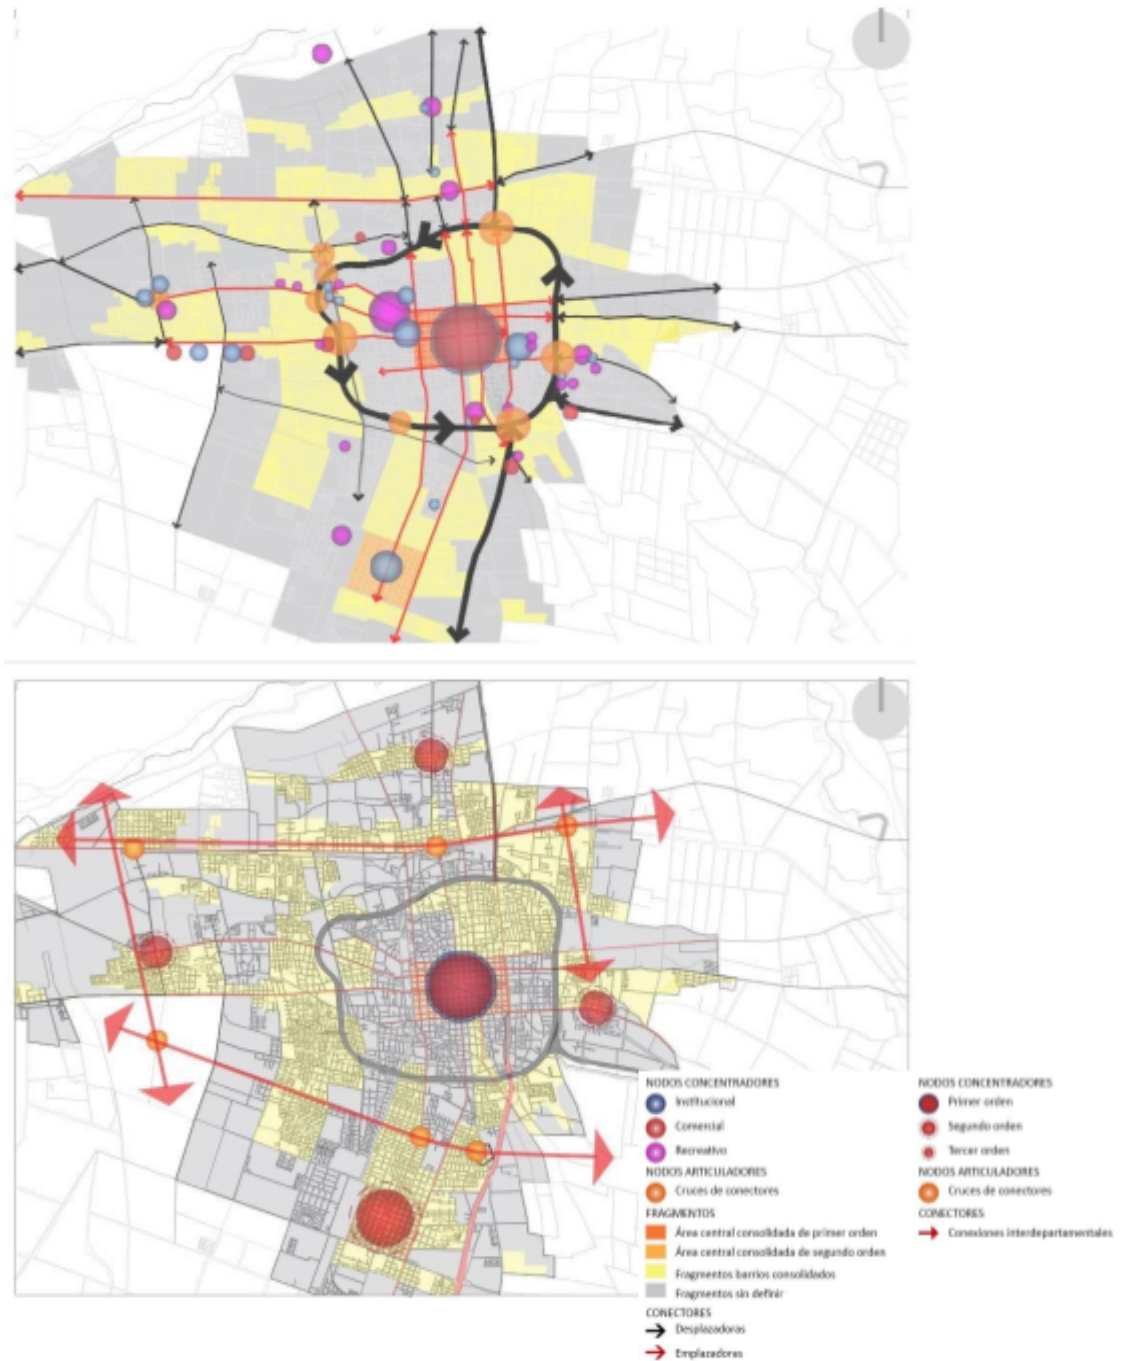 NODOS CONCENTRADORES
Institucional
Comercial
Recreativo
NODOS ARTICULADORES
Cruces de conectores
FRAGMENTOS
Área central consolidada de primer orden
Área central consolidada de segundo orden
Fragmentos barrios consolidados
Fragmentos sin definir
CONECTORES
Desplazadoras
Emplazadoras
NODOS CONCENTRADORES
Primer orden
Segundo orden
Tercer orden
NODOS ARTICULADORES
Cruces de conectores
CONECTORES
Conexiones interdepartamentales